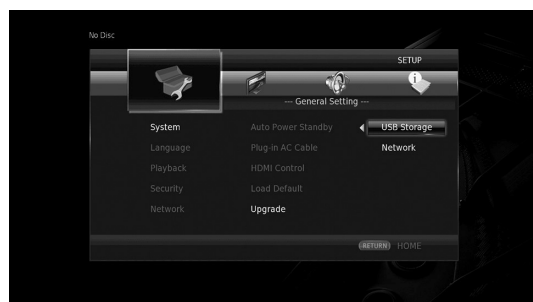 No Disc
SETUP
--- General Setting ---
System Auto Power Standby USB Storage
Language Plug-in AC Cable Network
Playback HDMI Control
Security Load Default
Network Upgrade
RETURN HOME